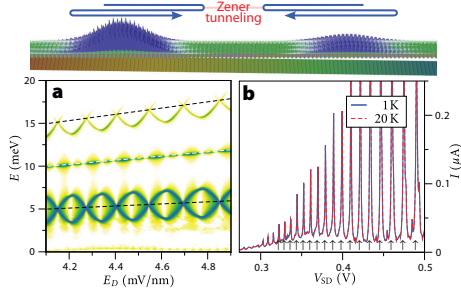 Zener
tunneling
a
b
20
15
10
5
0
E
(meV)
4.2
4.4
4.6
4.8
E_D (mV/nm)
1 K
20 K
0.2
0.1
0
I (μA)
0.3
0.4
0.5
V_SD (V)